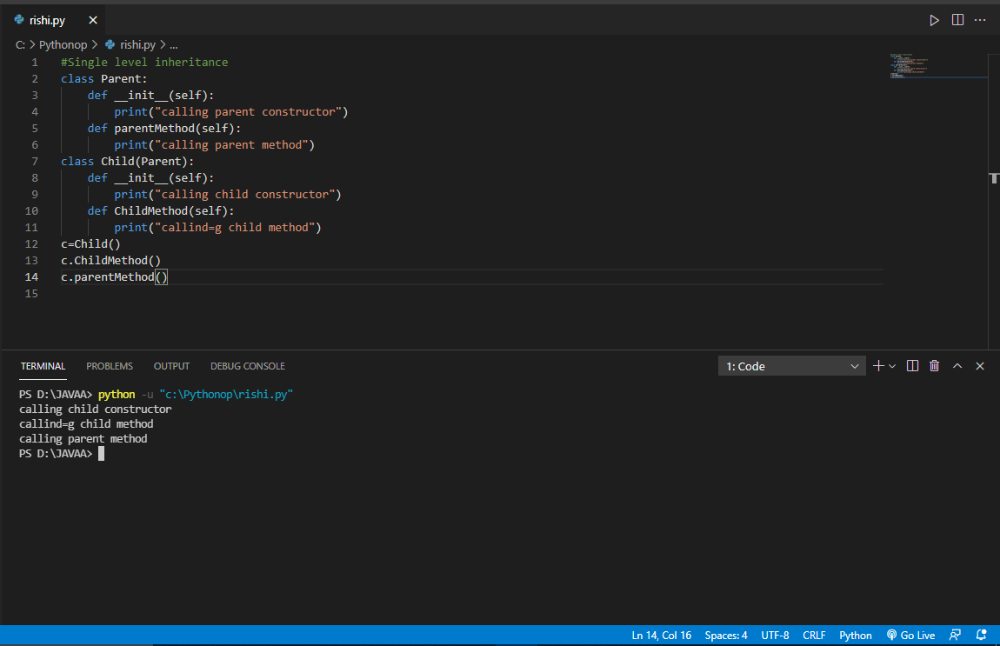 rishi.py
C: > Pythonop > rishi.py > ...
1 #Single level inheritance
2 class Parent:
3     def __init__(self):
4         print("calling parent constructor")
5     def parentMethod(self):
6         print("calling parent method")
7 class Child(Parent):
8     def __init__(self):
9         print("calling child constructor")
10     def ChildMethod(self):
11         print("callind=g child method")
12 c=Child()
13 c.ChildMethod()
14 c.parentMethod()
15
TERMINAL PROBLEMS OUTPUT DEBUG CONSOLE 1: Code
PS D:\JAVAA> python -u "c:\Pythonop\rishi.py"
calling child constructor
callind=g child method
calling parent method
PS D:\JAVAA>
Ln 14, Col 16 Spaces: 4 UTF-8 CRLF Python Go Live